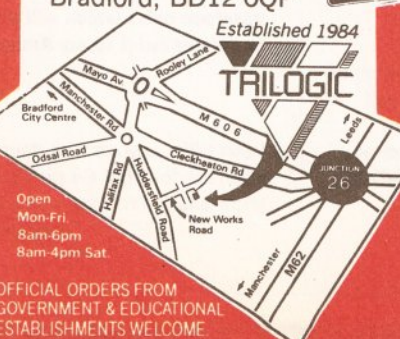 Bradford, BD12 0QF
Established 1984
TRILOGIC
Rooley Lane
Mayo Av
Bradford
City Centre
Manchester Rd
M606
Leeds
Odsal Road
Cleckheaton Rd
JUNCTION
26
Halifax Rd
Huddersfield Road
New Works
Road
Manchester
M62
Open
Mon-Fri.
8am-6pm
8am-4pm Sat.
OFFICIAL ORDERS FROM
GOVERNMENT & EDUCATIONAL
ESTABLISHMENTS WELCOME.